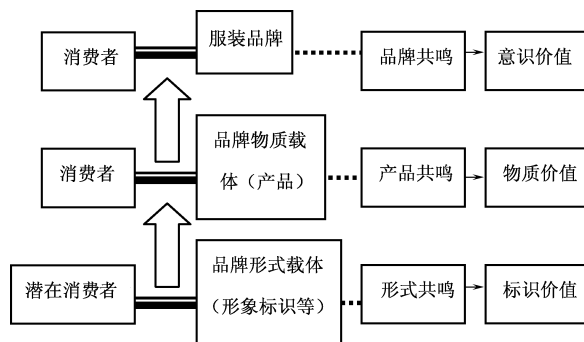 消费者
服装品牌
品牌共鸣
意识价值
消费者
品牌物质载
体（产品）
产品共鸣
物质价值
潜在消费者
品牌形式载体
（形象标识等）
形式共鸣
标识价值